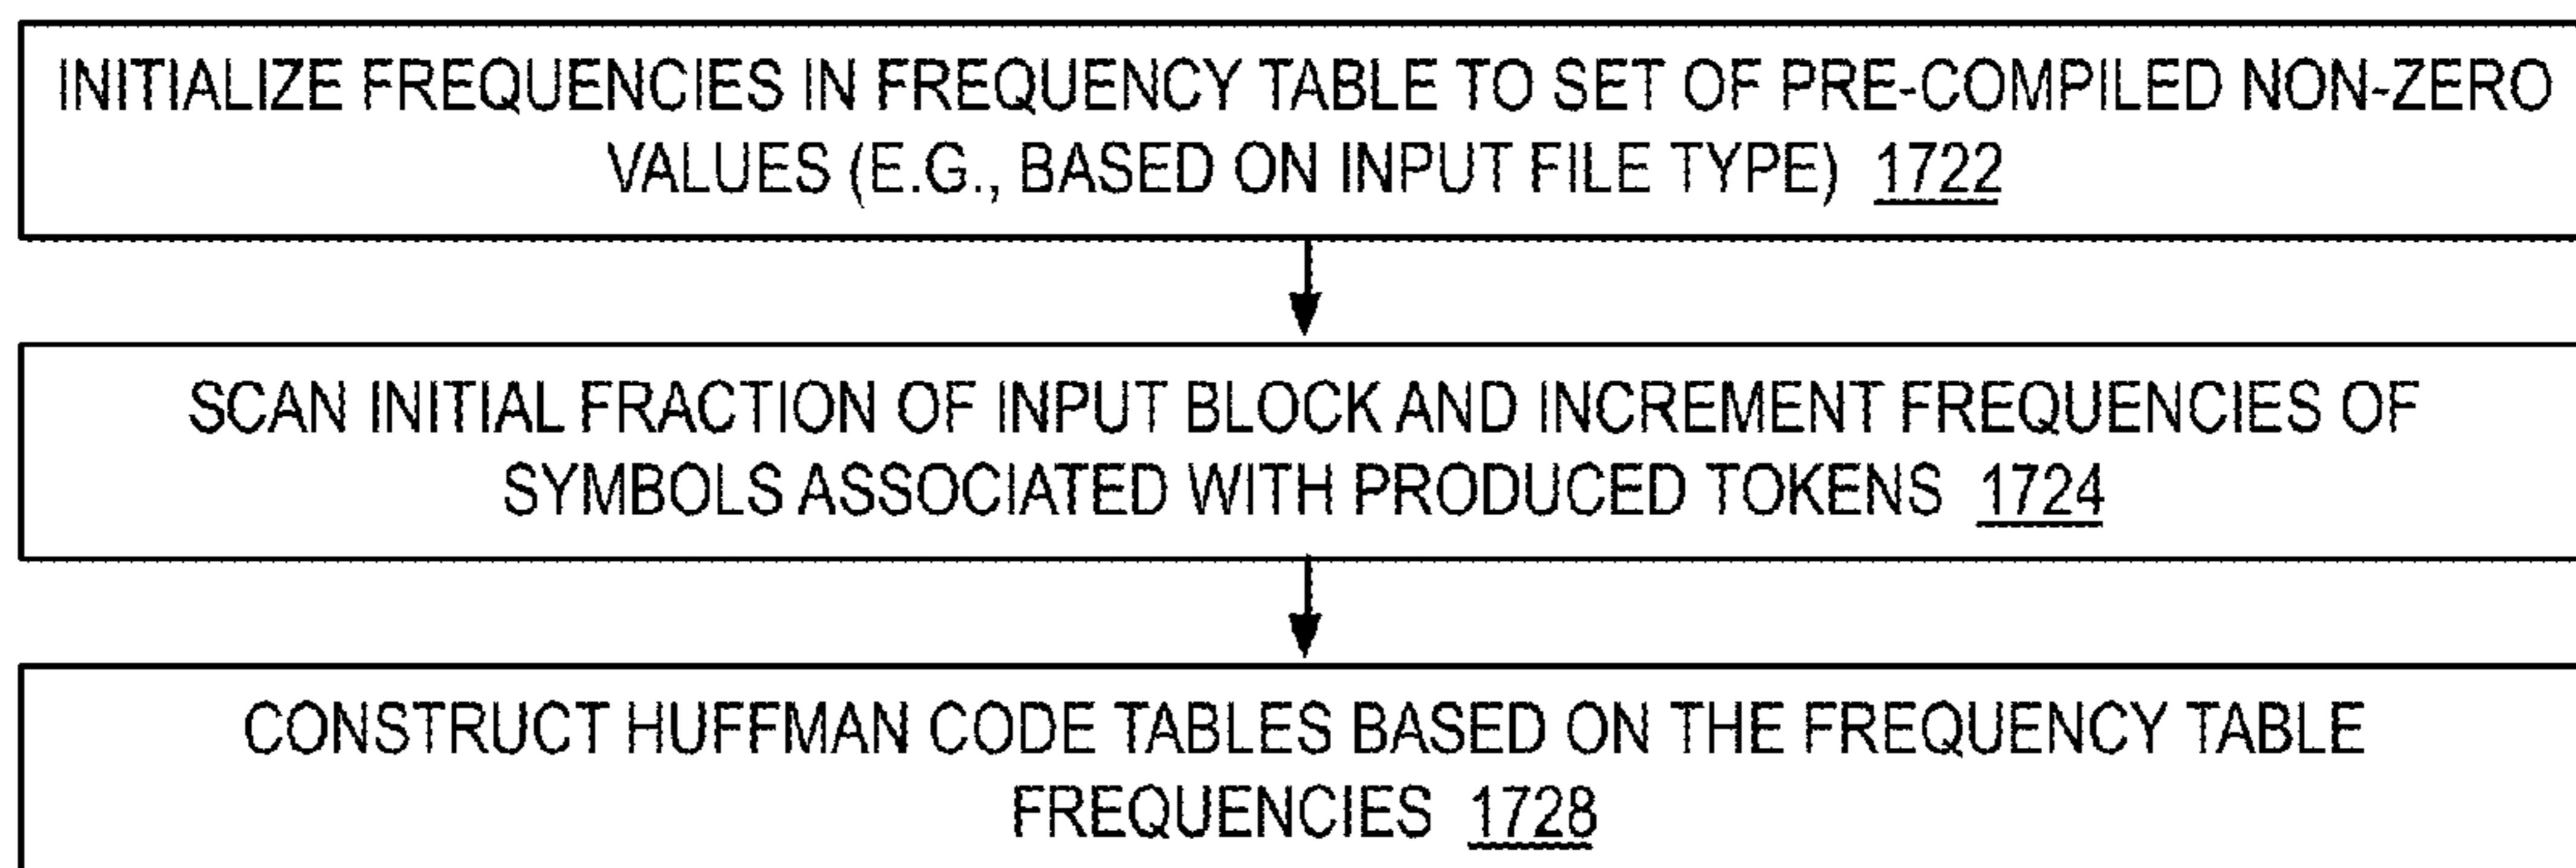 INITIALIZE FREQUENCIES IN FREQUENCY TABLE TO SET OF PRE-COMPILED NON-ZERO
VALUES (E.G., BASED ON INPUT FILE TYPE) 1722
SCAN INITIAL FRACTION OF INPUT BLOCK AND INCREMENT FREQUENCIES OF
SYMBOLS ASSOCIATED WITH PRODUCED TOKENS 1724
CONSTRUCT HUFFMAN CODE TABLES BASED ON THE FREQUENCY TABLE
FREQUENCIES 1728